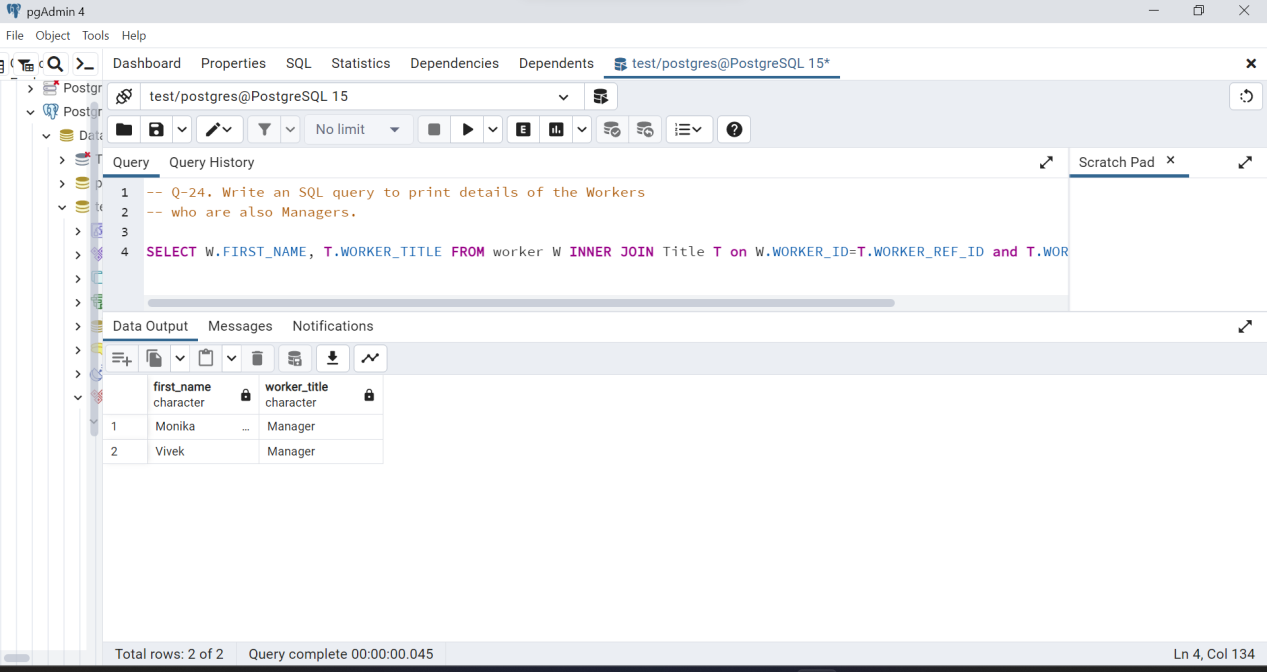 pgAdmin 4
File Object Tools Help
Dashboard Properties SQL Statistics Dependencies Dependents test/postgres@PostgreSQL 15*
Postgr
Postgr
Data
test/postgres@PostgreSQL 15
No limit
E
Query Query History
Scratch Pad
1 -- Q-24. Write an SQL query to print details of the Workers
2 -- who are also Managers.
3
4 SELECT W.FIRST_NAME, T.WORKER_TITLE FROM worker W INNER JOIN Title T on W.WORKER_ID=T.WORKER_REF_ID and T.WOR
Data Output Messages Notifications
first_name worker_title
character character
1 Monika ... Manager
2 Vivek Manager
Total rows: 2 of 2 Query complete 00:00:00.045 Ln 4, Col 134